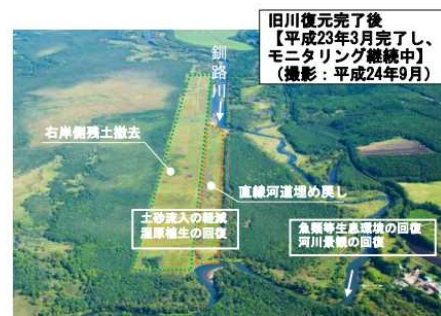 旧川復元完了後
【平成23年3月完了し、
モニタリング継続中】
(撮影：平成24年9月)
釧路川
右岸側残土撤去
直線河道埋め戻し
土砂流入の軽減
湿原植生の回復
魚類等生息環境の回復
河川景観の回復